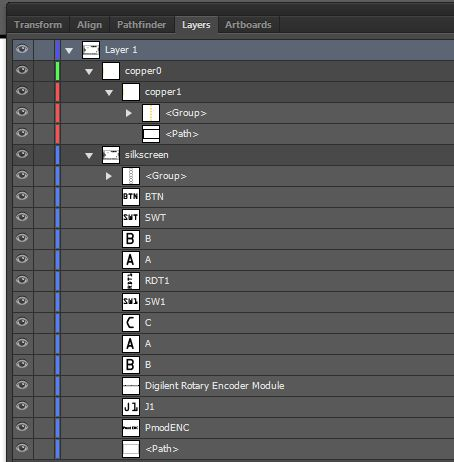 Transform Align Pathfinder Layers Artboards
Layer 1
copper0
copper1
<Group>
<Path>
silkscreen
<Group>
BTN BTN
SWT SWT
B B
A A
RDT1
SW1 SW1
C C
A A
B B
Digilent Rotary Encoder Module
J1 J1
PmodENC
<Path>